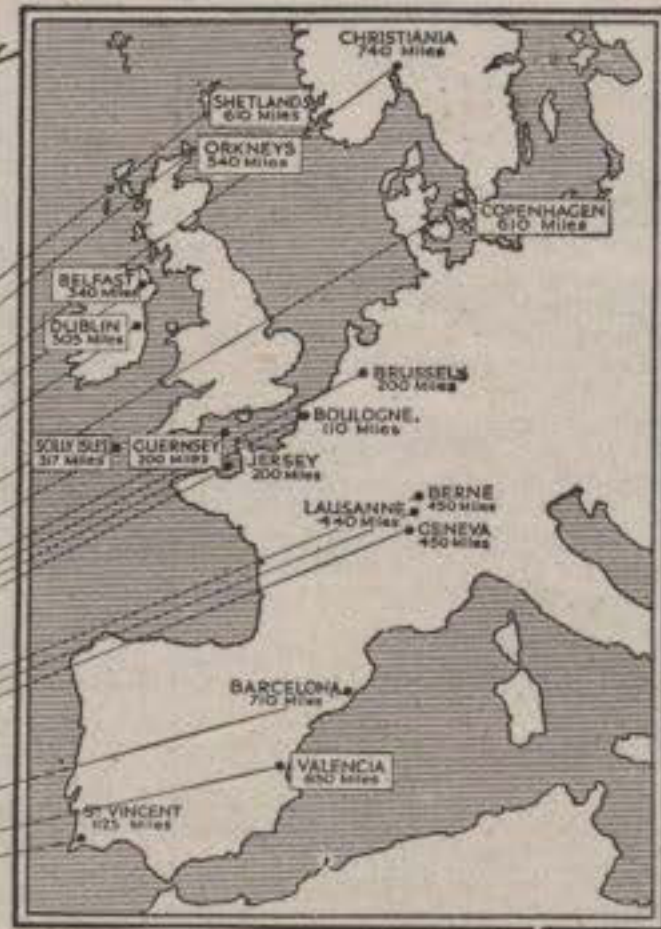 CHRISTIANIA
740 Miles
SHETLANDS
610 Miles
ORKNEYS
540 Miles
COPENHAGEN
610 Miles
BELFAST
340 Miles
DUBLIN
305 Miles
BRUSSELS
200 Miles
BOULOGNE.
110 Miles
SCILLY ISLES
317 Miles
GUERNSEY
200 Miles
JERSEY
200 Miles
BERNE
450 Miles
LAUSANNE
440 Miles
GENEVA
450 Miles
BARCELONA
710 Miles
VALENCIA
850 Miles
ST VINCENT
1125 Miles